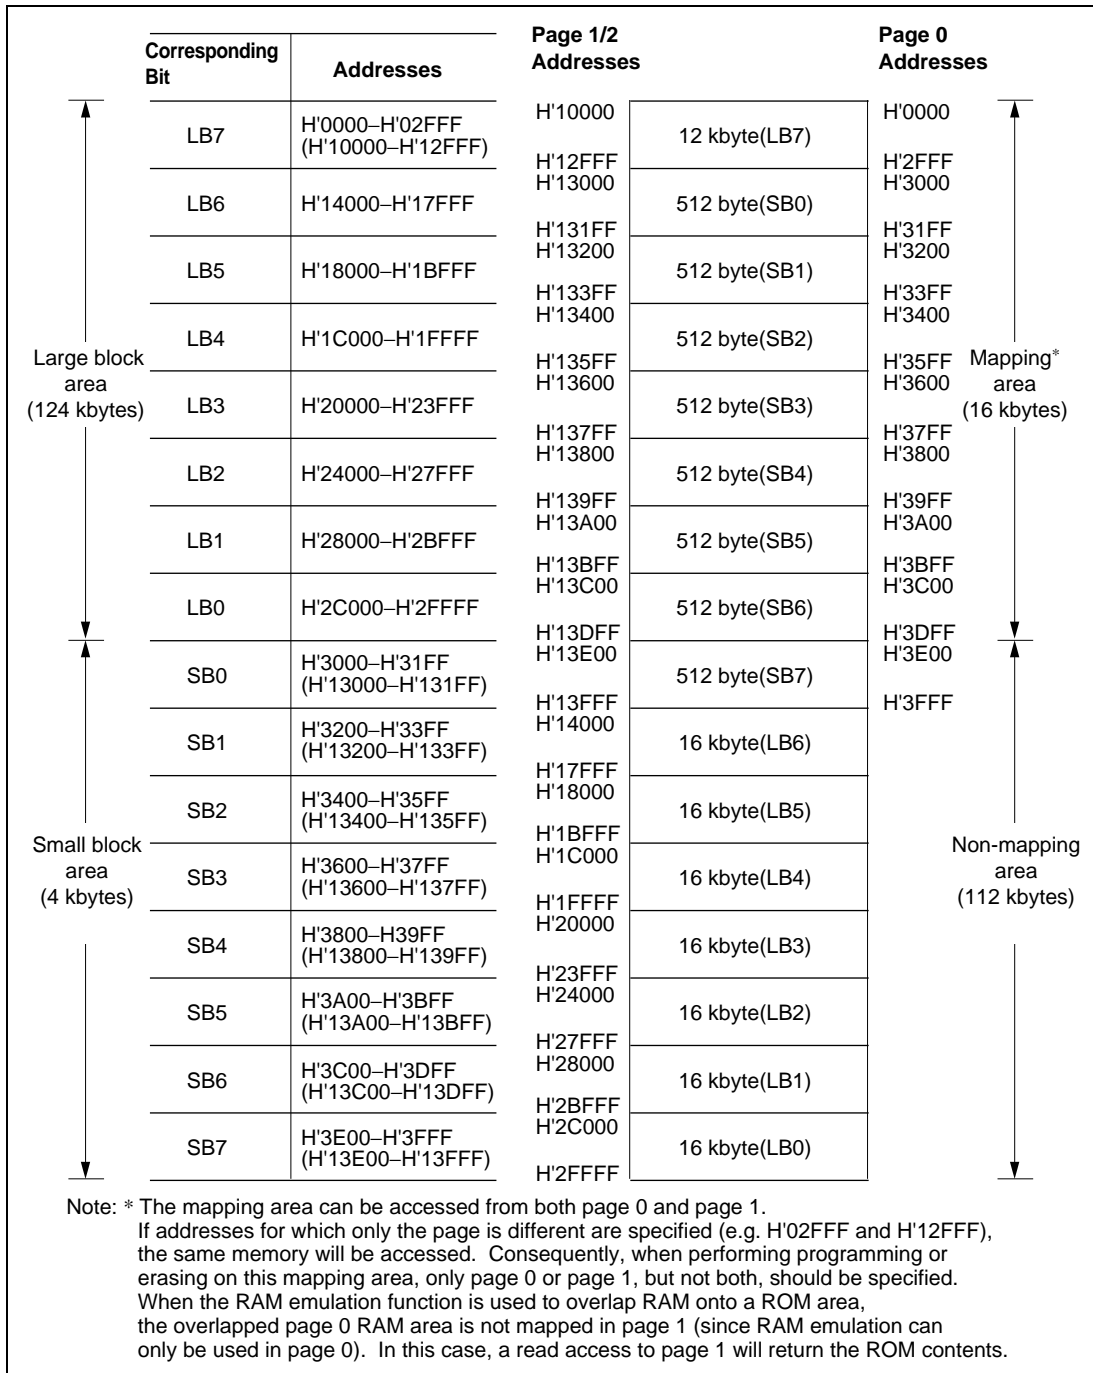 Corresponding Bit
Addresses
Page 1/2 Addresses
Page 0 Addresses
LB7
H'0000–H'02FFF
(H'10000–H'12FFF)
LB6
H'14000–H'17FFF
LB5
H'18000–H'1BFFF
LB4
H'1C000–H'1FFFF
LB3
H'20000–H'23FFF
LB2
H'24000–H'27FFF
LB1
H'28000–H'2BFFF
LB0
H'2C000–H'2FFFF
SB0
H'3000–H'31FF
(H'13000–H'131FF)
SB1
H'3200–H'33FF
(H'13200–H'133FF)
SB2
H'3400–H'35FF
(H'13400–H'135FF)
SB3
H'3600–H'37FF
(H'13600–H'137FF)
SB4
H'3800–H39FF
(H'13800–H'139FF)
SB5
H'3A00–H'3BFF
(H'13A00–H'13BFF)
SB6
H'3C00–H'3DFF
(H'13C00–H'13DFF)
SB7
H'3E00–H'3FFF
(H'13E00–H'13FFF)
Large block
area
(124 kbytes)
Small block
area
(4 kbytes)
H'10000
H'12FFF
H'13000
H'131FF
H'13200
H'133FF
H'13400
H'135FF
H'13600
H'137FF
H'13800
H'139FF
H'13A00
H'13BFF
H'13C00
H'13DFF
H'13E00
H'13FFF
H'14000
H'17FFF
H'18000
H'1BFFF
H'1C000
H'1FFFF
H'20000
H'23FFF
H'24000
H'27FFF
H'28000
H'2BFFF
H'2C000
H'2FFFF
12 kbyte(LB7)
512 byte(SB0)
512 byte(SB1)
512 byte(SB2)
512 byte(SB3)
512 byte(SB4)
512 byte(SB5)
512 byte(SB6)
512 byte(SB7)
16 kbyte(LB6)
16 kbyte(LB5)
16 kbyte(LB4)
16 kbyte(LB3)
16 kbyte(LB2)
16 kbyte(LB1)
16 kbyte(LB0)
H'0000
H'2FFF
H'3000
H'31FF
H'3200
H'33FF
H'3400
H'35FF
H'3600
H'37FF
H'3800
H'39FF
H'3A00
H'3BFF
H'3C00
H'3DFF
H'3E00
H'3FFF
Mapping*
area
(16 kbytes)
Non-mapping
area
(112 kbytes)
Note: * The mapping area can be accessed from both page 0 and page 1.
If addresses for which only the page is different are specified (e.g. H'02FFF and H'12FFF),
the same memory will be accessed. Consequently, when performing programming or
erasing on this mapping area, only page 0 or page 1, but not both, should be specified.
When the RAM emulation function is used to overlap RAM onto a ROM area,
the overlapped page 0 RAM area is not mapped in page 1 (since RAM emulation can
only be used in page 0). In this case, a read access to page 1 will return the ROM contents.